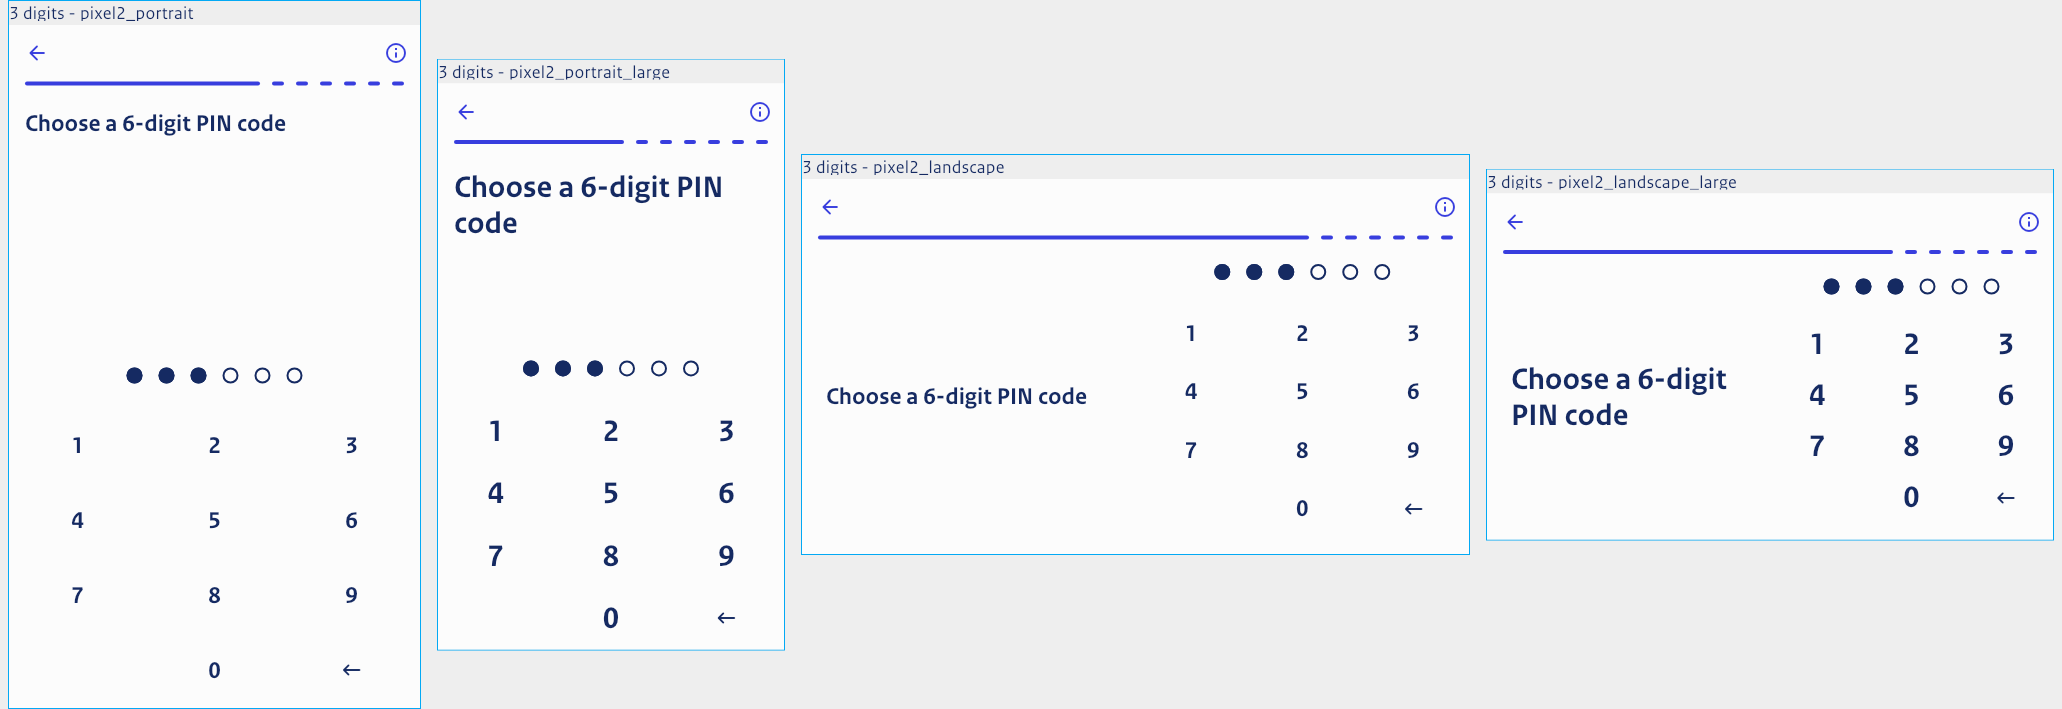 3 digits - pixel2_portrait
Choose a 6-digit PIN code
1 2 3
4 5 6
7 8 9
0
3 digits - pixel2_portrait_large
Choose a 6-digit PIN
code
1 2 3
4 5 6
7 8 9
0
3 digits - pixel2_landscape
Choose a 6-digit PIN code
1 2 3
4 5 6
7 8 9
0
3 digits - pixel2_landscape_large
Choose a 6-digit
PIN code
1 2 3
4 5 6
7 8 9
0